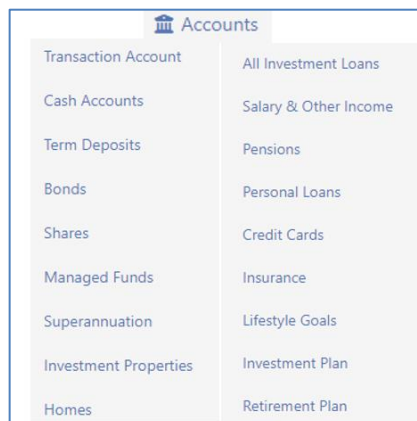 Accounts
Transaction Account
Cash Accounts
Term Deposits
Bonds
Shares
Managed Funds
Superannuation
Investment Properties
Homes
All Investment Loans
Salary & Other Income
Pensions
Personal Loans
Credit Cards
Insurance
Lifestyle Goals
Investment Plan
Retirement Plan